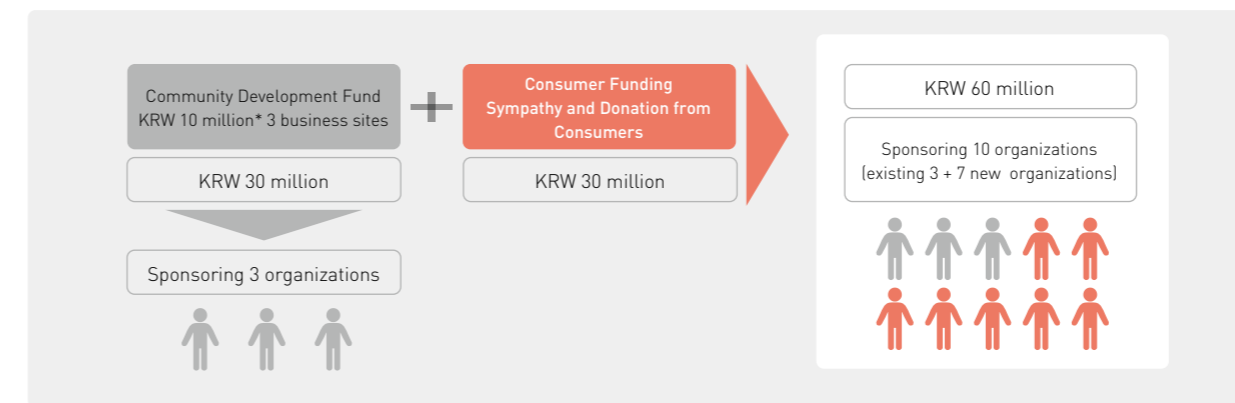 Community Development Fund
KRW 10 million* 3 business sites
KRW 30 million
Sponsoring 3 organizations
+
Consumer Funding
Sympathy and Donation from
Consumers
KRW 30 million
KRW 60 million
Sponsoring 10 organizations
(existing 3 + 7 new organizations)